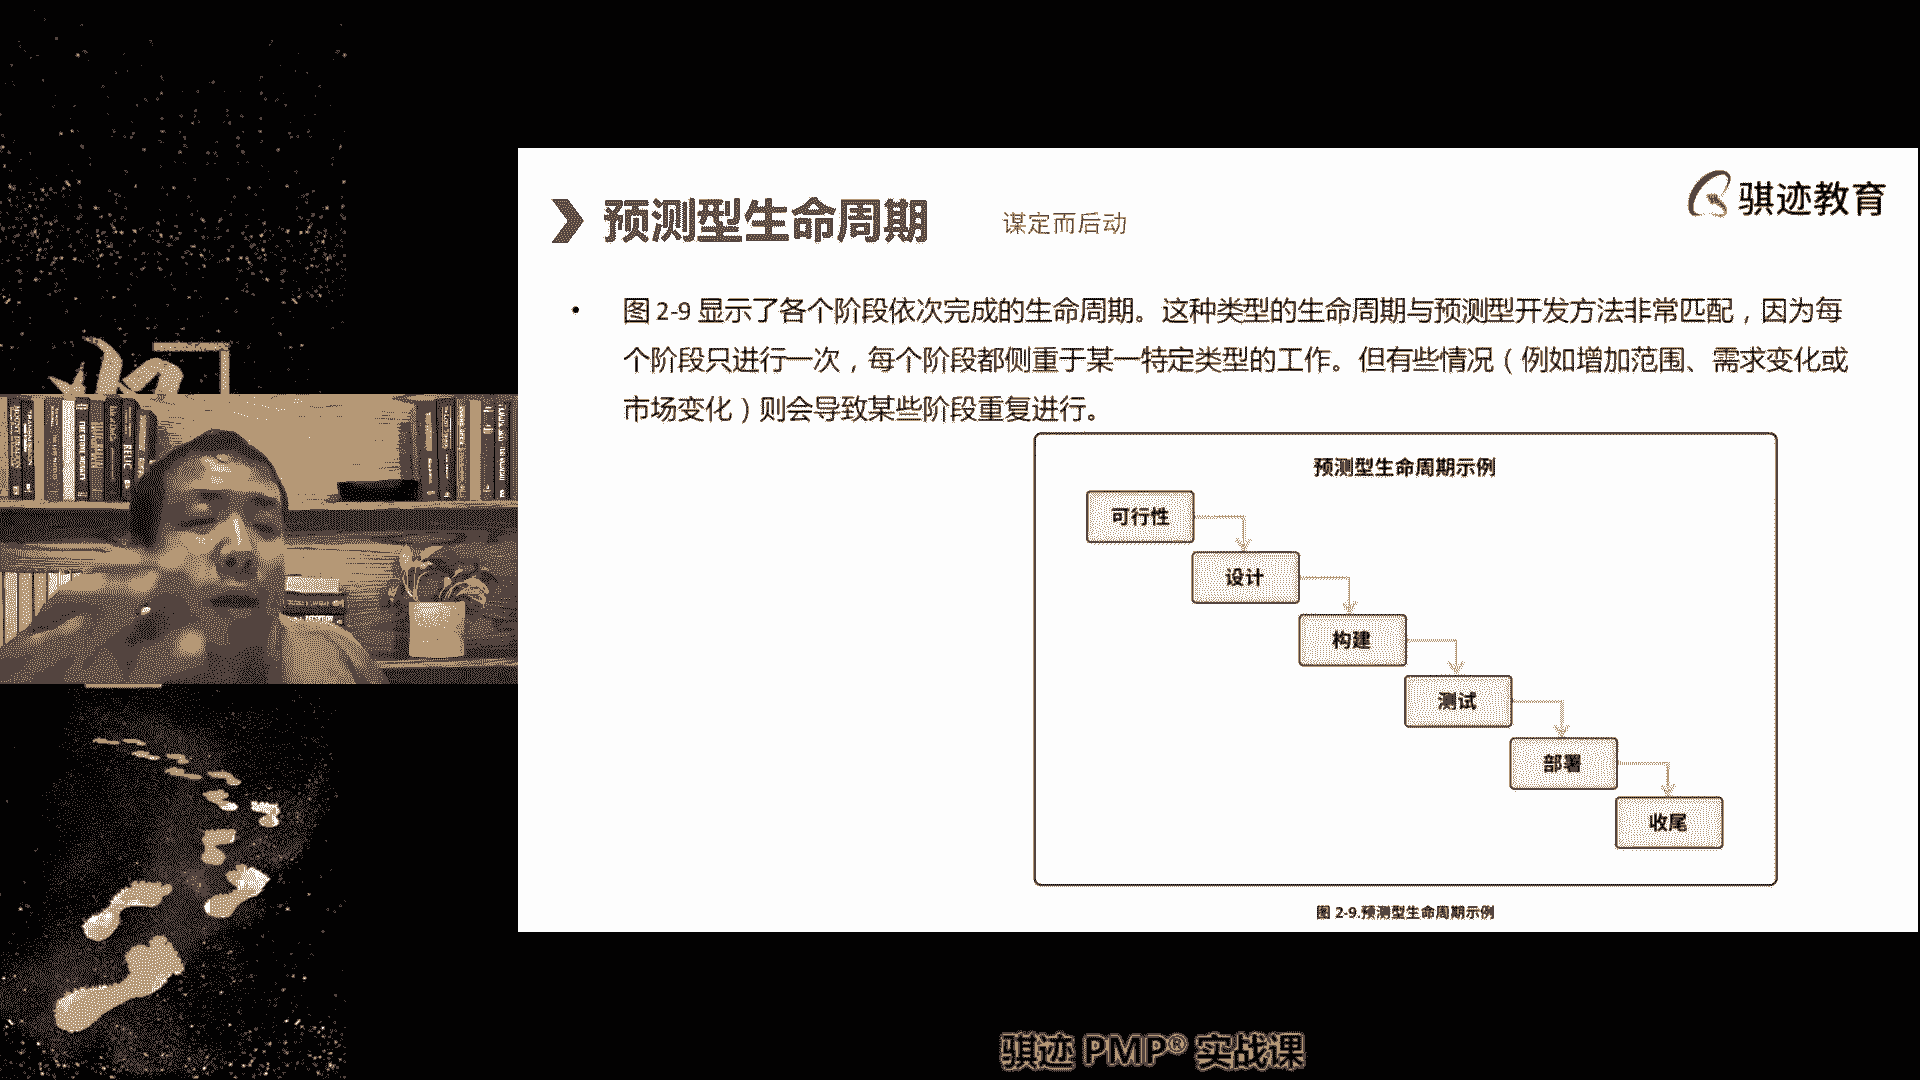 预测型生命周期 谋定而后动
骐迹教育
• 图 2-9 显示了各个阶段依次完成的生命周期。这种类型的生命周期与预测型开发方法非常匹配，因为每
个阶段只进行一次，每个阶段都侧重于某一特定类型的工作。但有些情况（例如增加范围、需求变化或
市场变化）则会导致某些阶段重复进行。
预测型生命周期示例
可行性
设计
构建
测试
部署
收尾
图 2-9.预测型生命周期示例
骐迹 PMP® 实战课